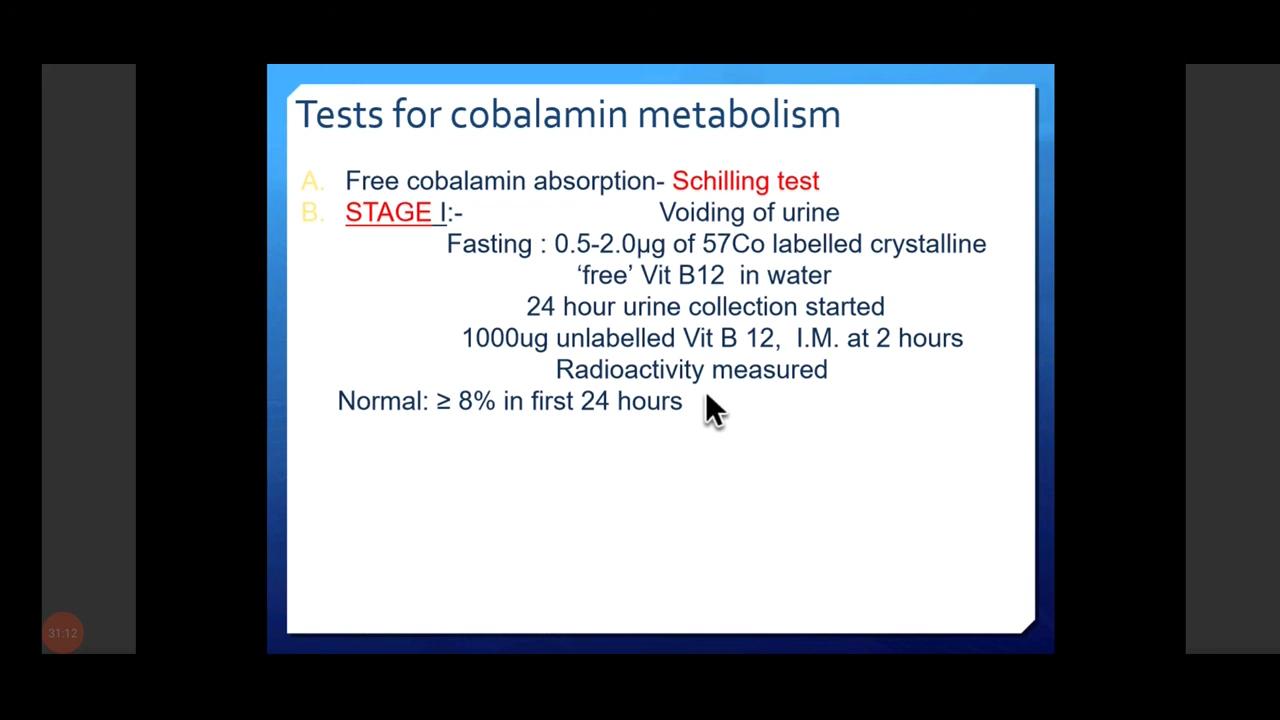 Tests for cobalamin metabolism
A. Free cobalamin absorption- Schilling test
B. STAGE I:- Voiding of urine
Fasting : 0.5-2.0µg of 57Co labelled crystalline
‘free’ Vit B12 in water
24 hour urine collection started
1000ug unlabelled Vit B 12, I.M. at 2 hours
Radioactivity measured
Normal: ≥ 8% in first 24 hours
31:12